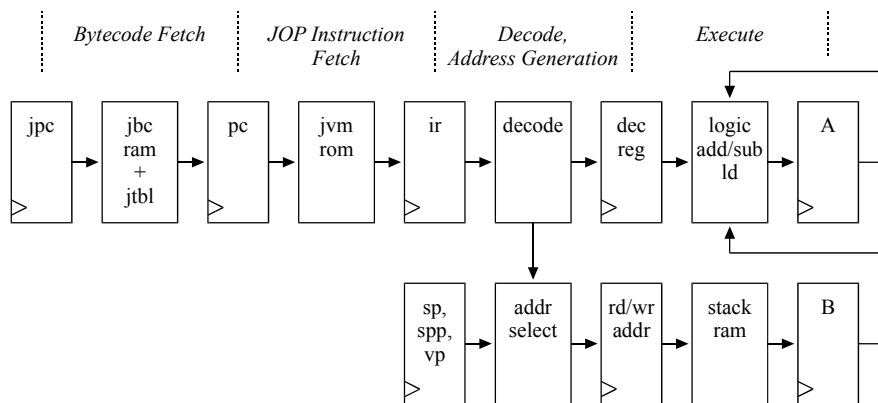 Bytecode Fetch
JOP Instruction
Fetch
Decode,
Address Generation
Execute
jpc
jbc
ram
+
jtbl
pc
jvm
rom
ir
decode
dec
reg
logic
add/sub
ld
A
sp,
spp,
vp
addr
select
rd/wr
addr
stack
ram
B